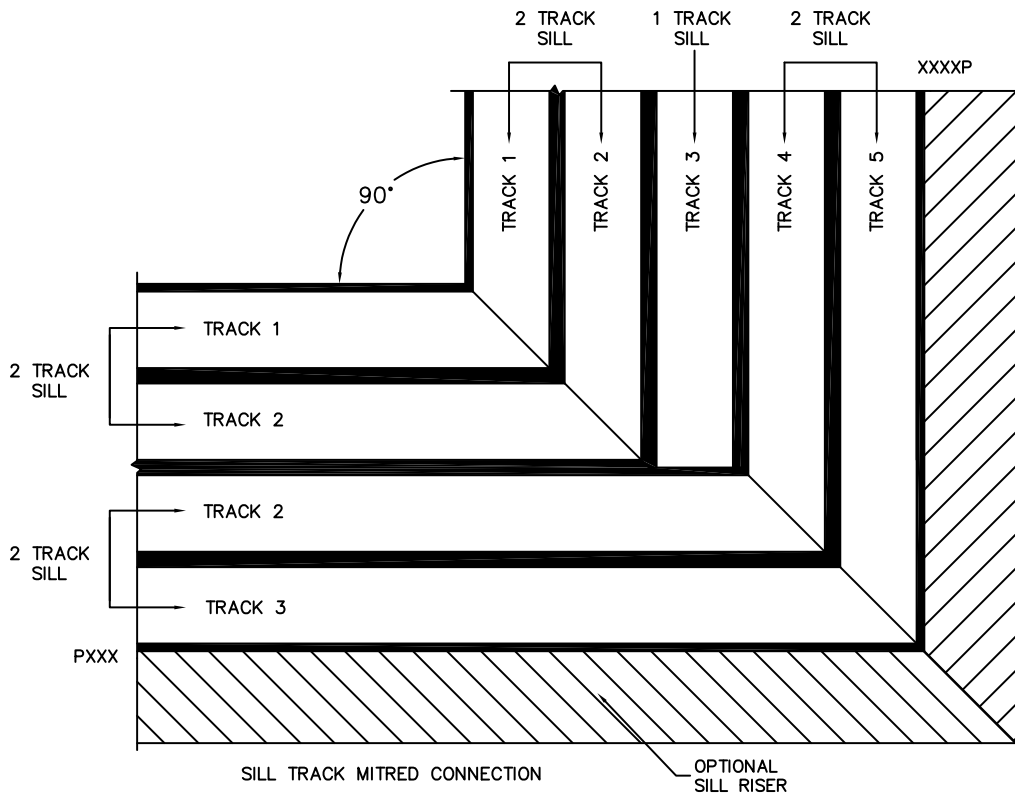 2 TRACK
SILL
1 TRACK
SILL
2 TRACK
SILL
XXXXP
TRACK 1
TRACK 2
TRACK 3
TRACK 4
TRACK 5
90°
TRACK 1
2 TRACK
SILL
TRACK 2
TRACK 2
2 TRACK
SILL
TRACK 3
PXXX
SILL TRACK MITRED CONNECTION
OPTIONAL
SILL RISER